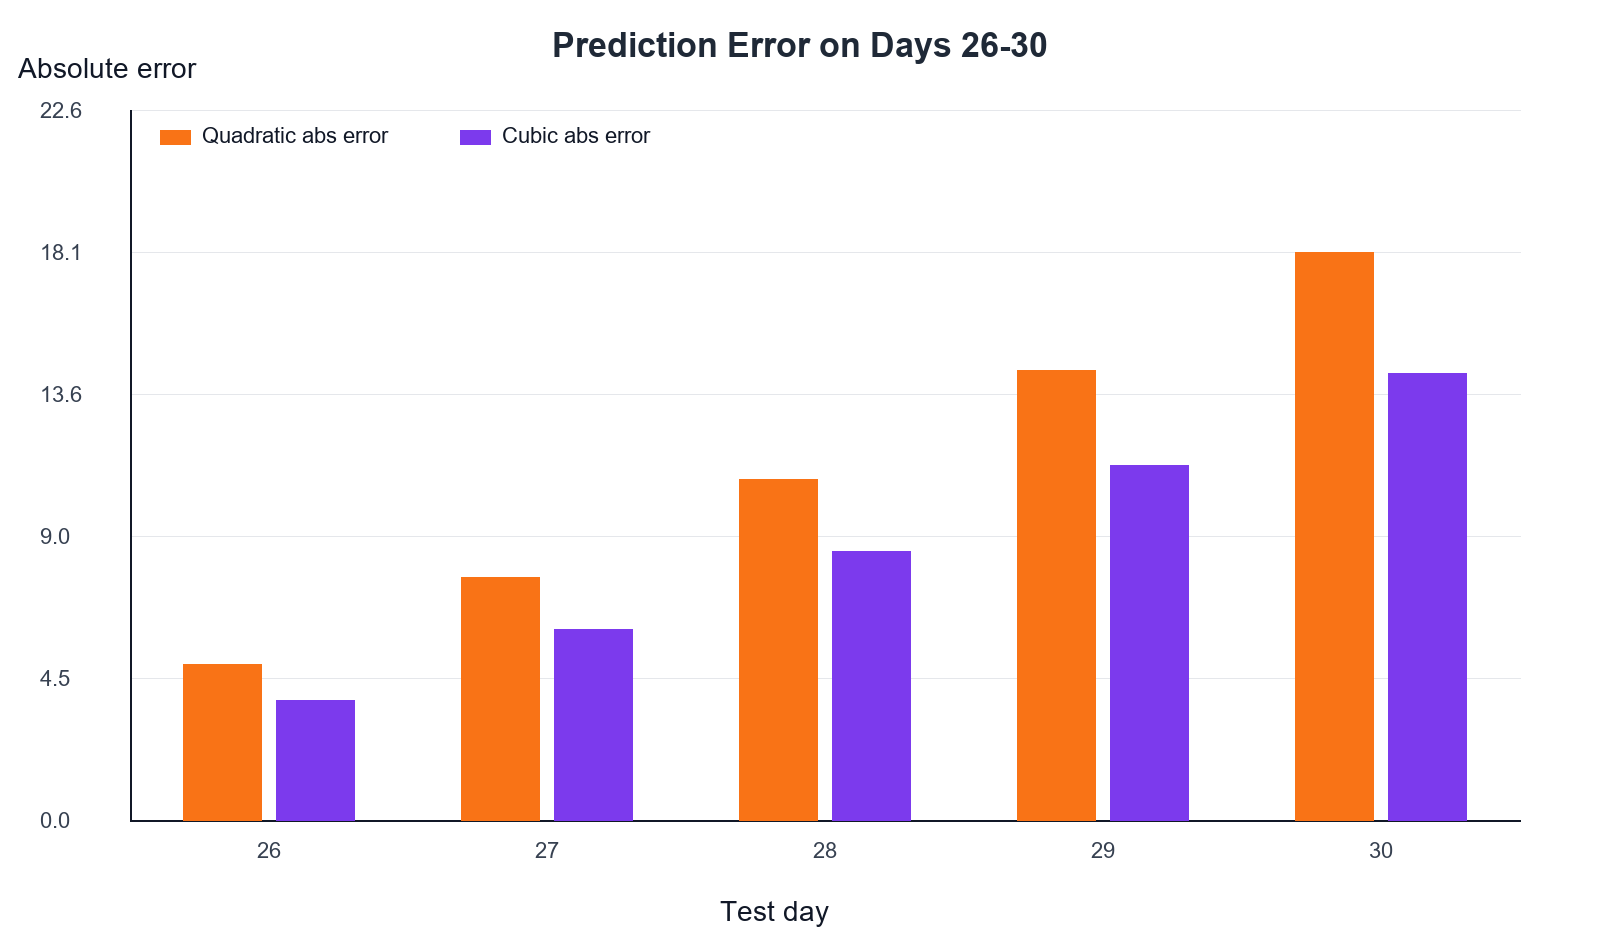 Prediction Error on Days 26-30
Absolute error
22.6
Quadratic abs error
Cubic abs error
18.1
13.6
9.0
4.5
0.0
26
27
28
29
30
Test day